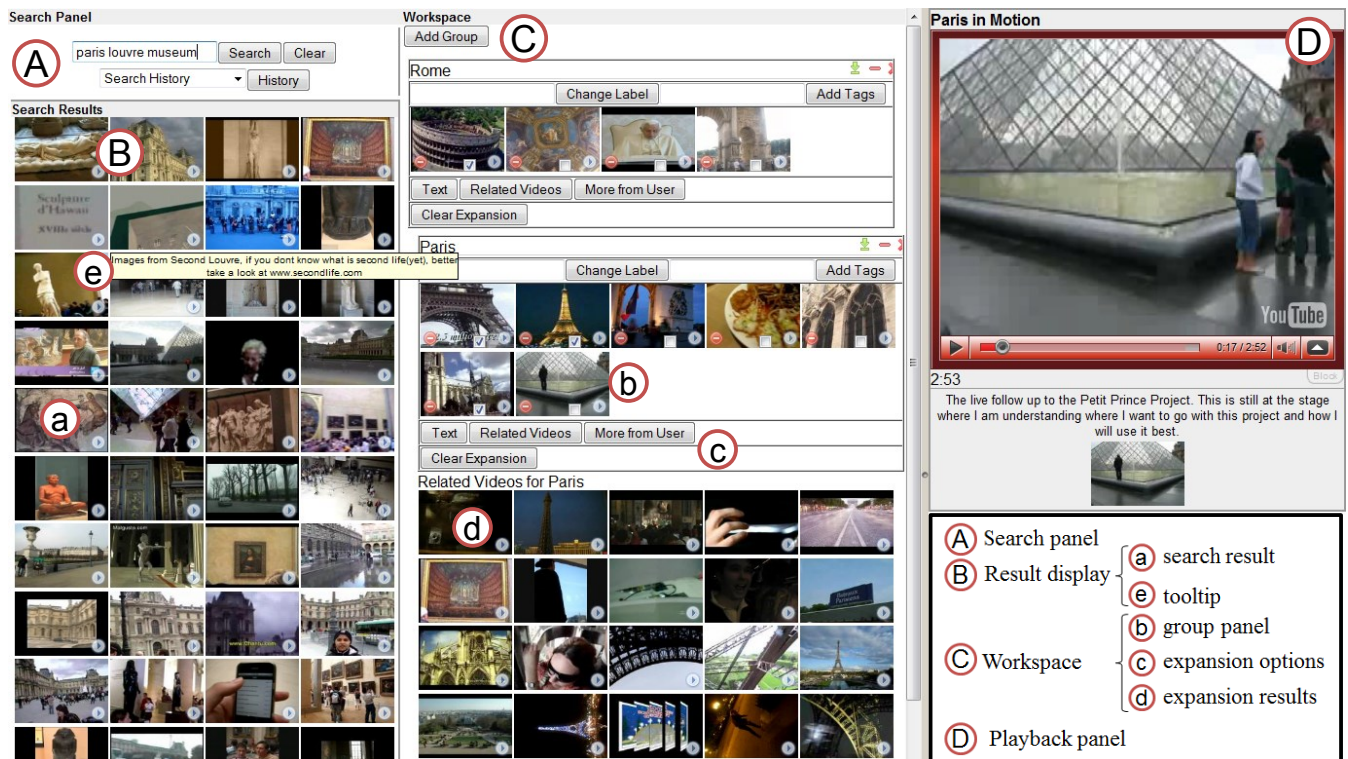 Search Panel
A
paris louvre museum
Search
Clear
Search History
History
Search Results
B
Sculpture
d'Hawaii
XVIIIe siècle
e
Images from Second Louvre, if you dont know what is second life(yet), better
take a look at www.secondlife.com
a
Workspace
Add Group
C
Rome
Change Label
Add Tags
Text
Related Videos
More from User
Clear Expansion
Paris
Change Label
Add Tags
b
Text
Related Videos
More from User
c
Clear Expansion
Related Videos for Paris
d
Paris in Motion
D
YouTube
0:17 / 2:52
2:53
Block
The live follow up to the Petit Prince Project. This is still at the stage
where I am understanding where I want to go with this project and how I
will use it best.
A Search panel
B Result display
a search result
e tooltip
C Workspace
b group panel
c expansion options
d expansion results
D Playback panel